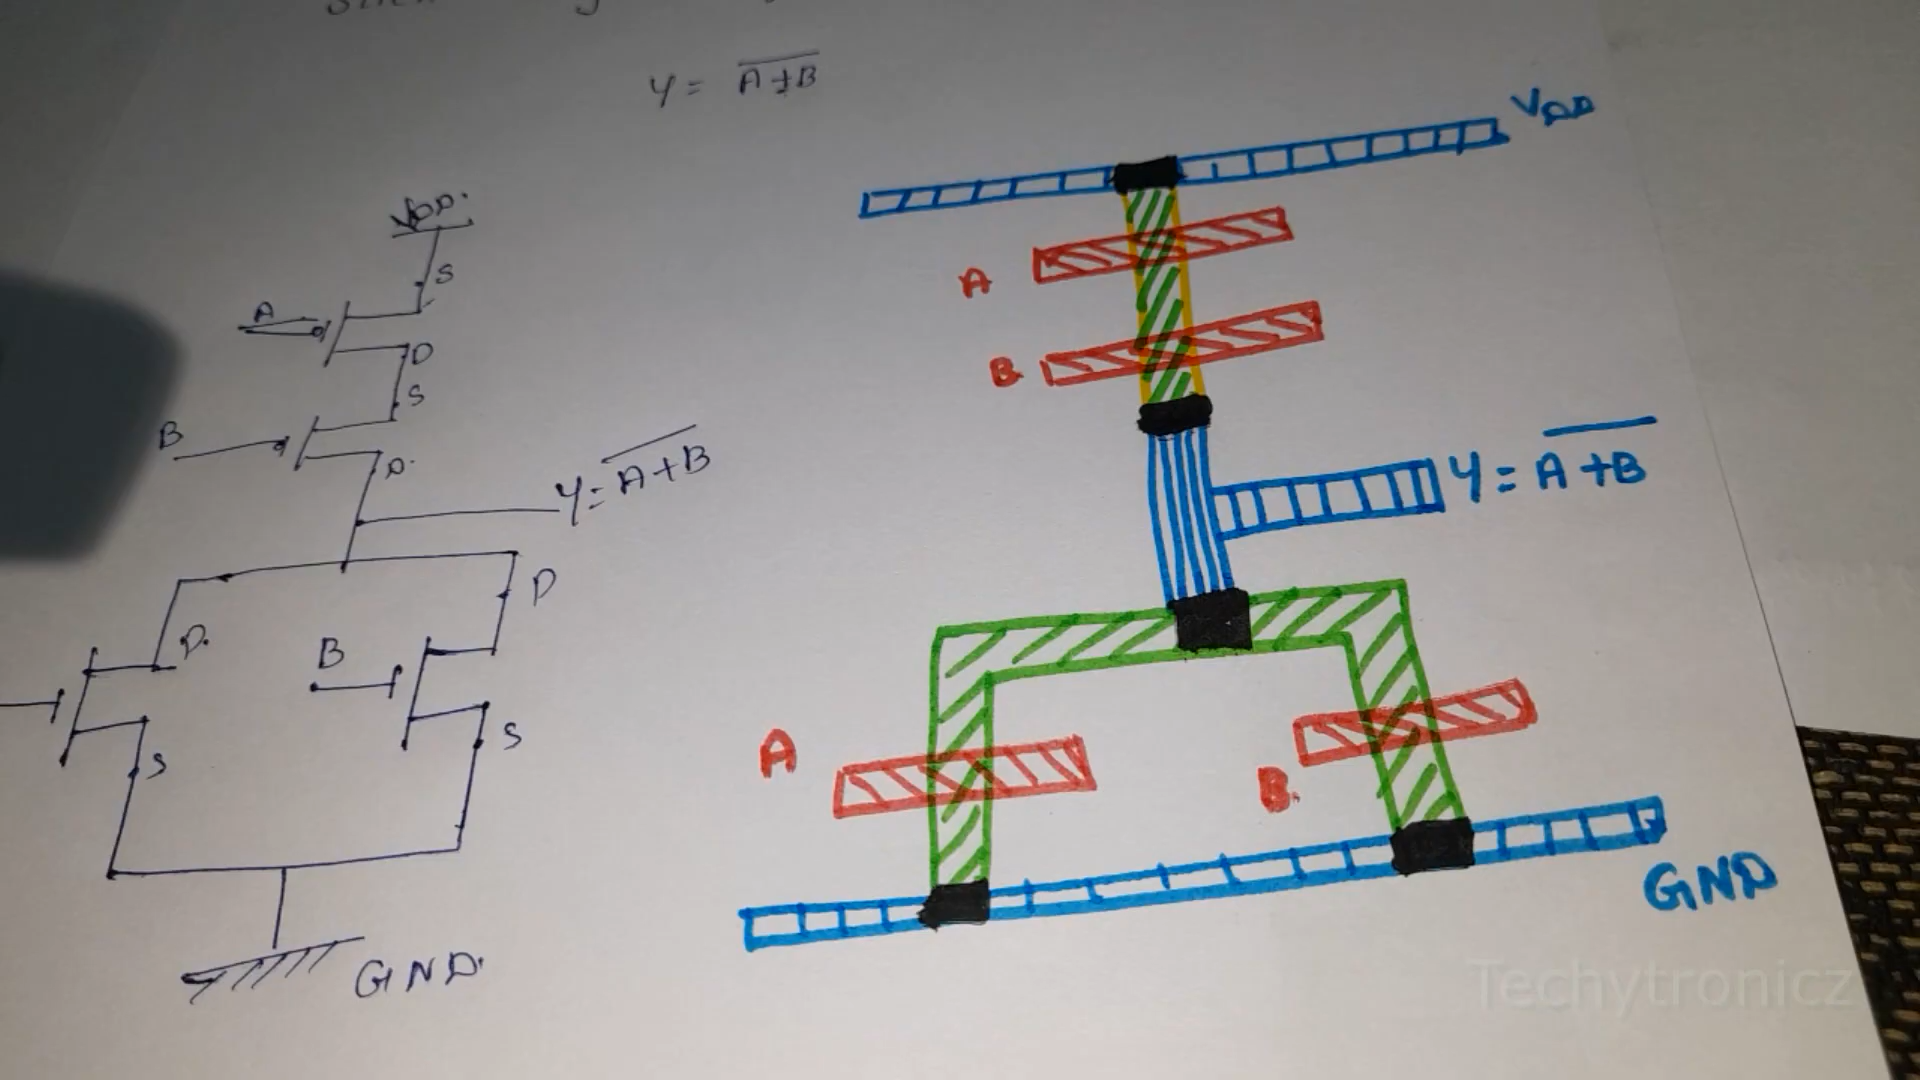 Y = A+B
VDD.
S
A
D
S
B
D.
Y = A+B
D.
D
B
S
S
GND.
VDD
A
B
Y = A+B
A
B.
GND
Techytronicz